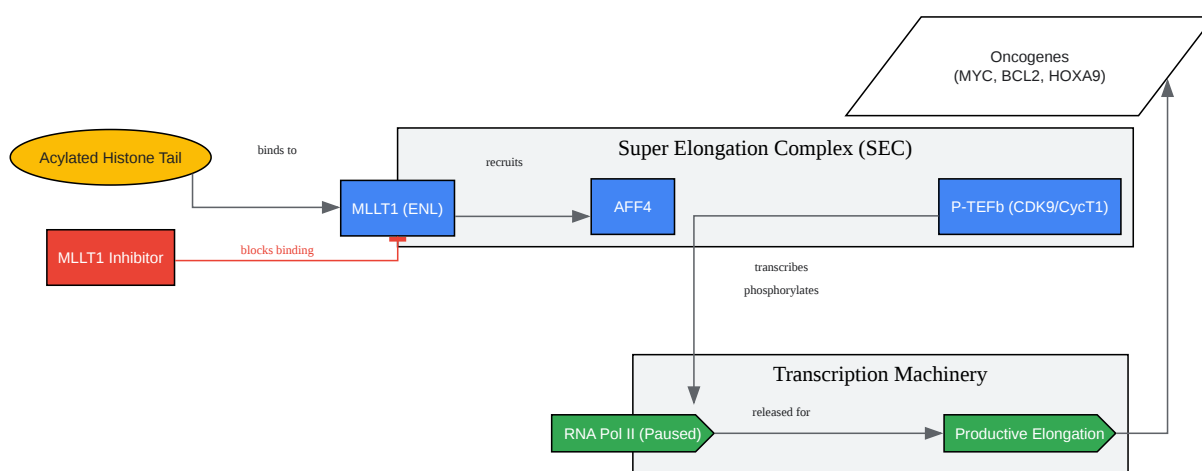 Oncogenes
(MYC, BCL2, HOXA9)
Acylated Histone Tail
binds to
Super Elongation Complex (SEC)
recruits
MLLT1 (ENL)
AFF4
P-TEFb (CDK9/CycT1)
MLLT1 Inhibitor
blocks binding
transcribes
phosphorylates
Transcription Machinery
released for
RNA Pol II (Paused)
Productive Elongation